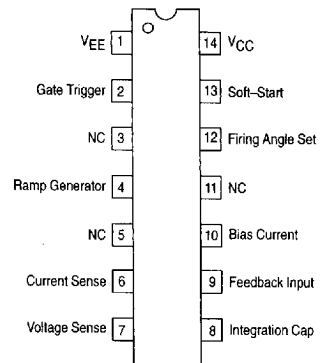 VEE 1 14 VCC
Gate Trigger 2 13 Soft–Start
NC 3 12 Firing Angle Set
Ramp Generator 4 11 NC
NC 5 10 Bias Current
Current Sense 6 9 Feedback Input
Voltage Sense 7 8 Integration Cap